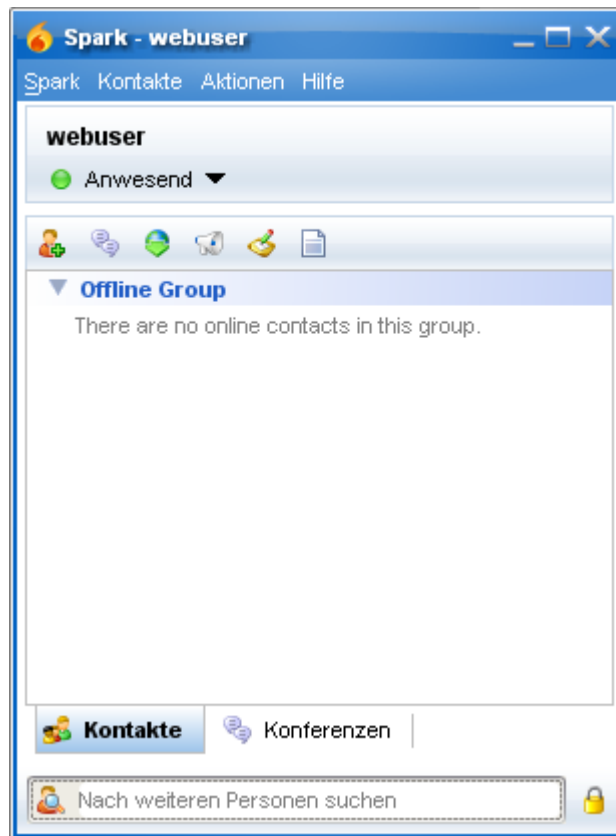 Spark - webuser
Spark Kontakte Aktionen Hilfe
webuser
Anwesend
Offline Group
There are no online contacts in this group.
Kontakte Konferenzen
Nach weiteren Personen suchen